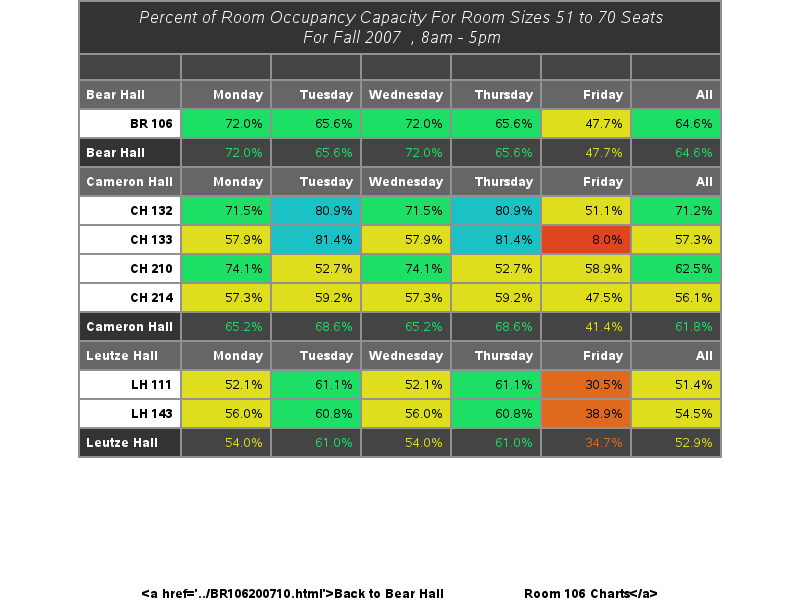 Percent of Room Occupancy Capacity For Room Sizes 51 to 70 Seats
For Fall 2007 , 8am - 5pm
Bear Hall Monday Tuesday Wednesday Thursday Friday All
BR 106 72.0% 65.6% 72.0% 65.6% 47.7% 64.6%
Bear Hall 72.0% 65.6% 72.0% 65.6% 47.7% 64.6%
Cameron Hall Monday Tuesday Wednesday Thursday Friday All
CH 132 71.5% 80.9% 71.5% 80.9% 51.1% 71.2%
CH 133 57.9% 81.4% 57.9% 81.4% 8.0% 57.3%
CH 210 74.1% 52.7% 74.1% 52.7% 58.9% 62.5%
CH 214 57.3% 59.2% 57.3% 59.2% 47.5% 56.1%
Cameron Hall 65.2% 68.6% 65.2% 68.6% 41.4% 61.8%
Leutze Hall Monday Tuesday Wednesday Thursday Friday All
LH 111 52.1% 61.1% 52.1% 61.1% 30.5% 51.4%
LH 143 56.0% 60.8% 56.0% 60.8% 38.9% 54.5%
Leutze Hall 54.0% 61.0% 54.0% 61.0% 34.7% 52.9%
<a href='../BR106200710.html'>Back to Bear Hall Room 106 Charts</a>